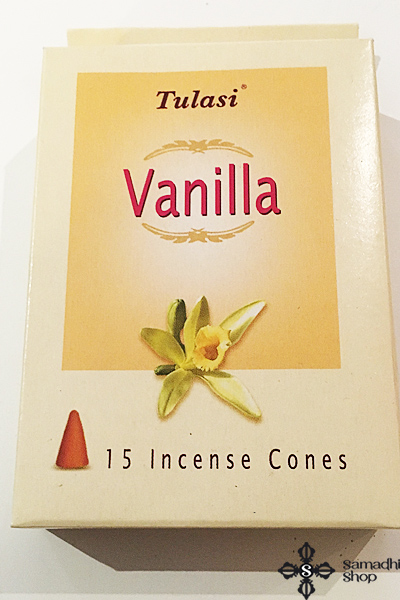 Tulasi®
Vanilla
15 Incense Cones
S
Samadhi
Shop